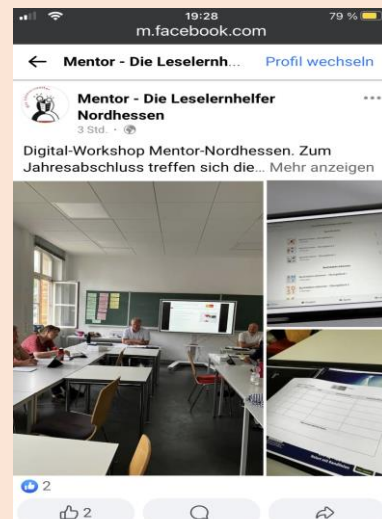 19:28
79 %
m.facebook.com
← Mentor - Die Leselernh... Profil wechseln
Mentor - Die Leselernhelfer
Nordhessen
3 Std. ·
Digital-Workshop Mentor-Nordhessen. Zum
Jahresabschluss treffen sich die... Mehr anzeigen
2
2